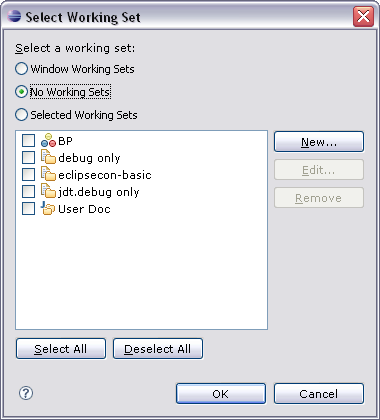 Select Working Set
Select a working set:
Window Working Sets
No Working Sets
Selected Working Sets
BP
debug only
eclipsecon-basic
jdt.debug only
User Doc
New...
Edit...
Remove
Select All
Deselect All
?
OK
Cancel